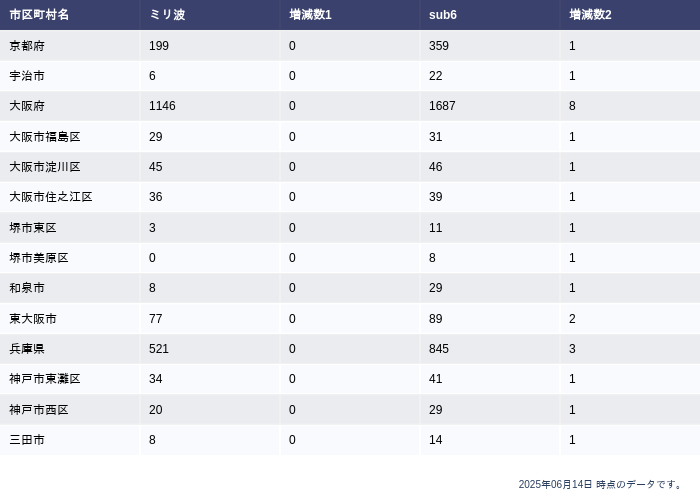 市区町村名 ミリ波 増減数1 sub6 増減数2
京都府 199 0 359 1
宇治市 6 0 22 1
大阪府 1146 0 1687 8
大阪市福島区 29 0 31 1
大阪市淀川区 45 0 46 1
大阪市住之江区 36 0 39 1
堺市東区 3 0 11 1
堺市美原区 0 0 8 1
和泉市 8 0 29 1
東大阪市 77 0 89 2
兵庫県 521 0 845 3
神戸市東灘区 34 0 41 1
神戸市西区 20 0 29 1
三田市 8 0 14 1
2025年06月14日 時点のデータです。